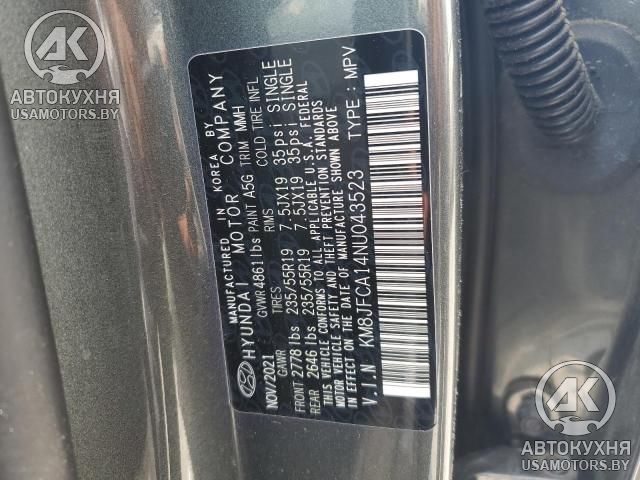 MANUFACTURED IN KOREA BY
HYUNDAI MOTOR COMPANY
NOV/2021 GVWR 4861lbs PAINT A5G TRIM MMH
GAWR TIRES RIMS COLD TIRE INFL
FRONT 2778 lbs 235/55R19 7.5JX19 35psi SINGLE
REAR 2646 lbs 235/55R19 7.5JX19 35psi SINGLE
THIS VEHICLE CONFORMS TO ALL APPLICABLE U.S.A. FEDERAL
MOTOR VEHICLE SAFETY AND THEFT PREVENTION STANDARDS
IN EFFECT ON THE DATE OF MANUFACTURE SHOWN ABOVE
V.I.N KM8JFCA14NU043523 TYPE : MPV
АК
АВТОКУХНЯ
USAMOTORS.BY
АК
АВТОКУХНЯ
USAMOTORS.BY